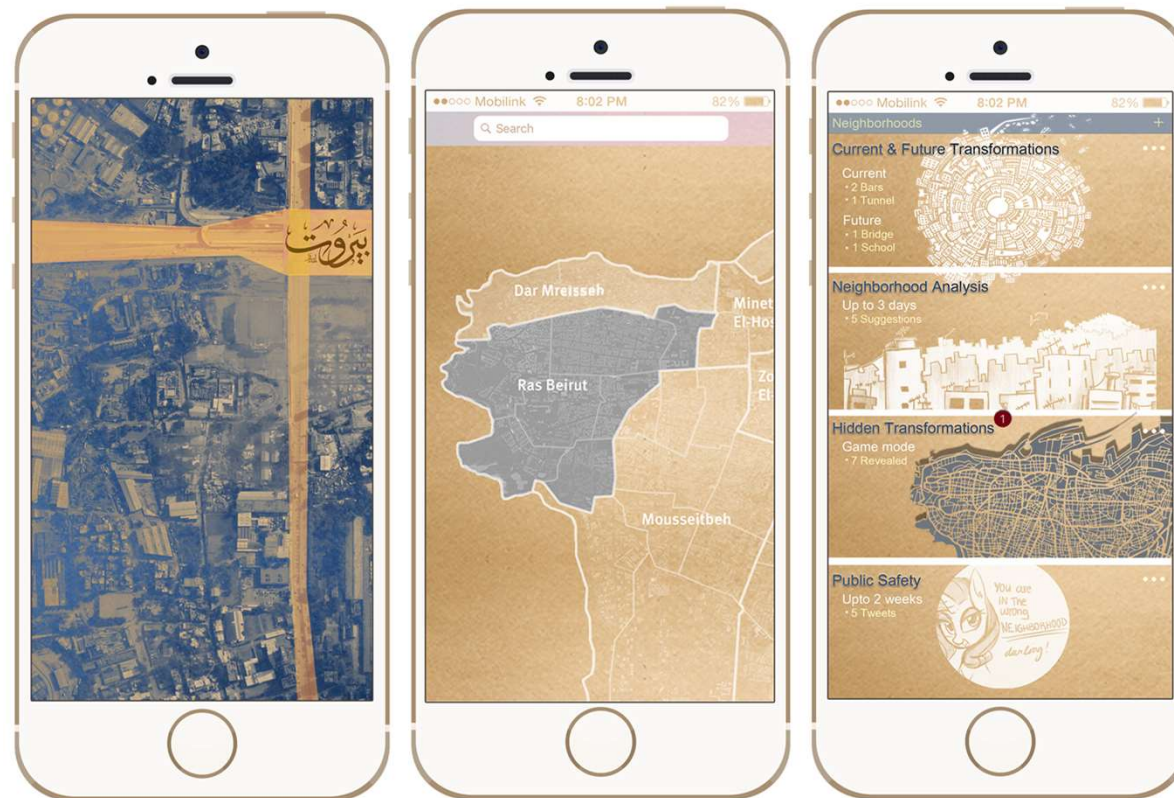 بيروت
Mobilink 8:02 PM 82%
Search
Dar Mreisseh
Minet
El-Hos
Ras Beirut
Zo
El-
Mousseitbeh
Mobilink 8:02 PM 82%
Neighborhoods +
Current & Future Transformations
Current
• 2 Bars
• 1 Tunnel
Future
• 1 Bridge
• 1 School
Neighborhood Analysis
Up to 3 days
• 5 Suggestions
Hidden Transformations 1
Game mode
• 7 Revealed
Public Safety
Upto 2 weeks
• 5 Tweets
You are
in the
wrong
NEIGHBORHOOD
darling!